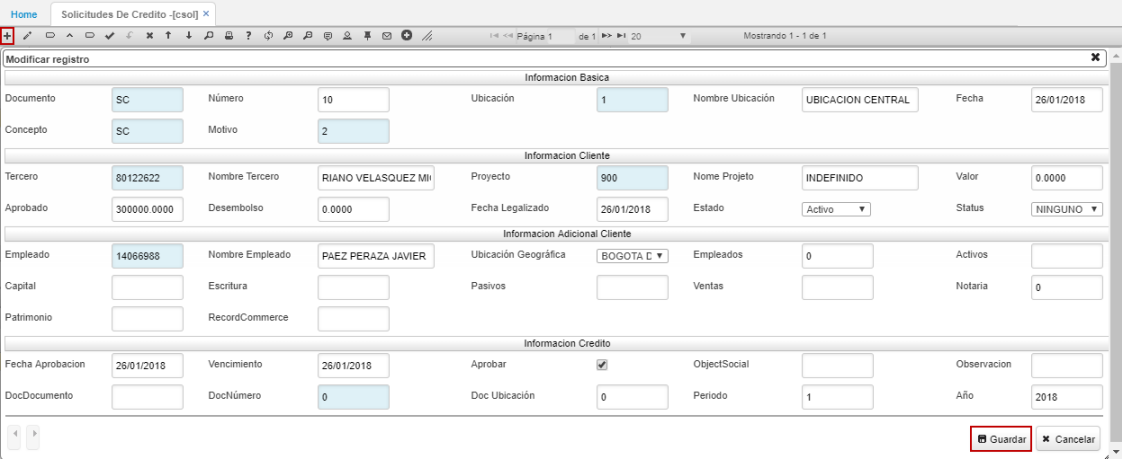 Home Solicitudes De Credito -[csol] ×
Página 1 de 1 20 Mostrando 1 - 1 de 1
Modificar registro
Informacion Basica
Documento SC Número 10 Ubicación 1 Nombre Ubicación UBICACION CENTRAL Fecha 26/01/2018
Concepto SC Motivo 2
Informacion Cliente
Tercero 80122622 Nombre Tercero RIANO VELASQUEZ MI Proyecto 900 Nome Projeto INDEFINIDO Valor 0.0000
Aprobado 300000.0000 Desembolso 0.0000 Fecha Legalizado 26/01/2018 Estado Activo Status NINGUNO
Informacion Adicional Cliente
Empleado 14066988 Nombre Empleado PAEZ PERAZA JAVIER Ubicación Geográfica BOGOTA D Empleados 0 Activos
Capital Escritura Pasivos Ventas Notaria 0
Patrimonio RecordCommerce
Informacion Credito
Fecha Aprobacion 26/01/2018 Vencimiento 26/01/2018 Aprobar ObjectSocial Observacion
DocDocumento DocNúmero 0 Doc Ubicación 0 Periodo 1 Año 2018
Guardar Cancelar